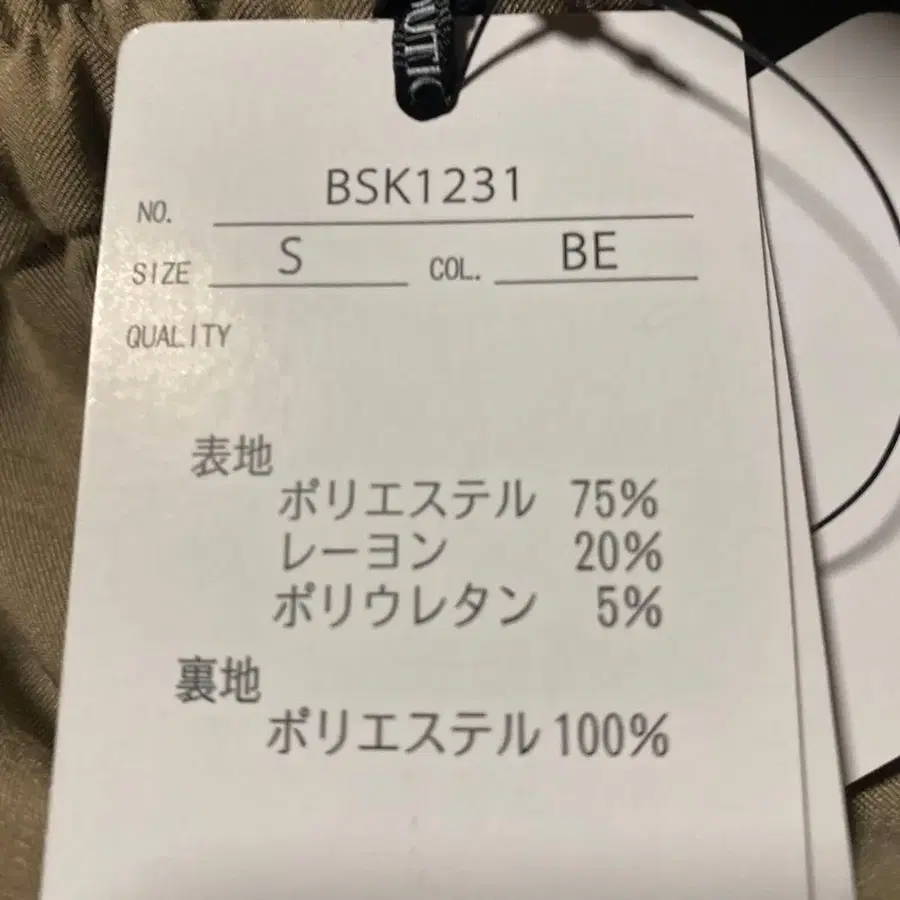 NO. BSK1231
SIZE S COL. BE
QUALITY
表地
ポリエステル 75%
レーヨン 20%
ポリウレタン 5%
裏地
ポリエステル 100%